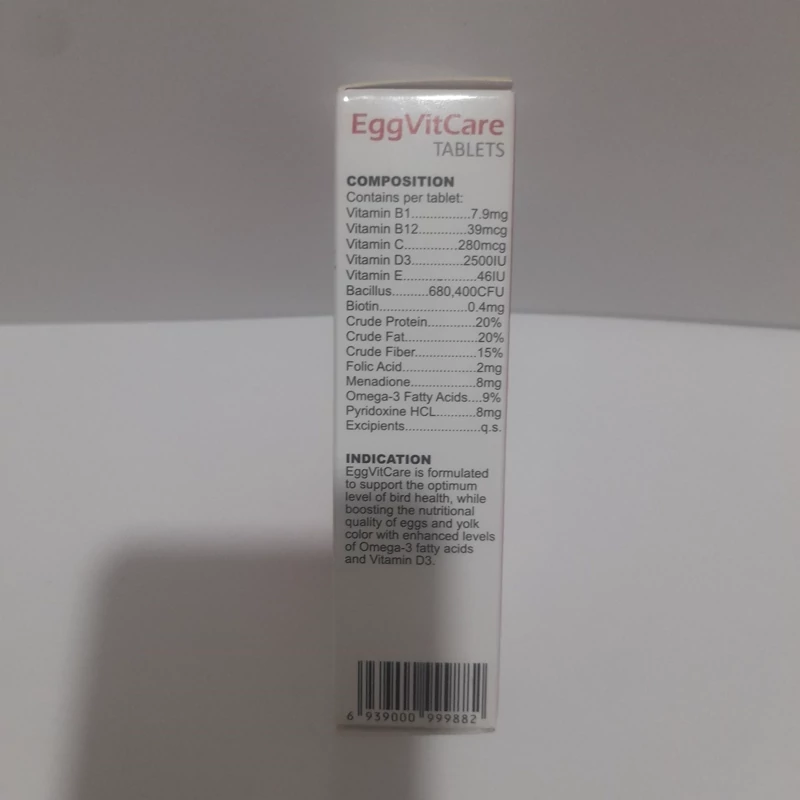 EggVitCare
TABLETS
COMPOSITION
Contains per tablet:
Vitamin B1................7.9mg
Vitamin B12.............39mcg
Vitamin C...............280mcg
Vitamin D3..............2500IU
Vitamin E....................46IU
Bacillus..........680,400CFU
Biotin........................0.4mg
Crude Protein.............20%
Crude Fat....................20%
Crude Fiber.................15%
Folic Acid....................2mg
Menadione..................8mg
Omega-3 Fatty Acids....9%
Pyridoxine HCL...........8mg
Excipients.....................q.s.
INDICATION
EggVitCare is formulated
to support the optimum
level of bird health, while
boosting the nutritional
quality of eggs and yolk
color with enhanced levels
of Omega-3 fatty acids
and Vitamin D3.
6 939000 999882